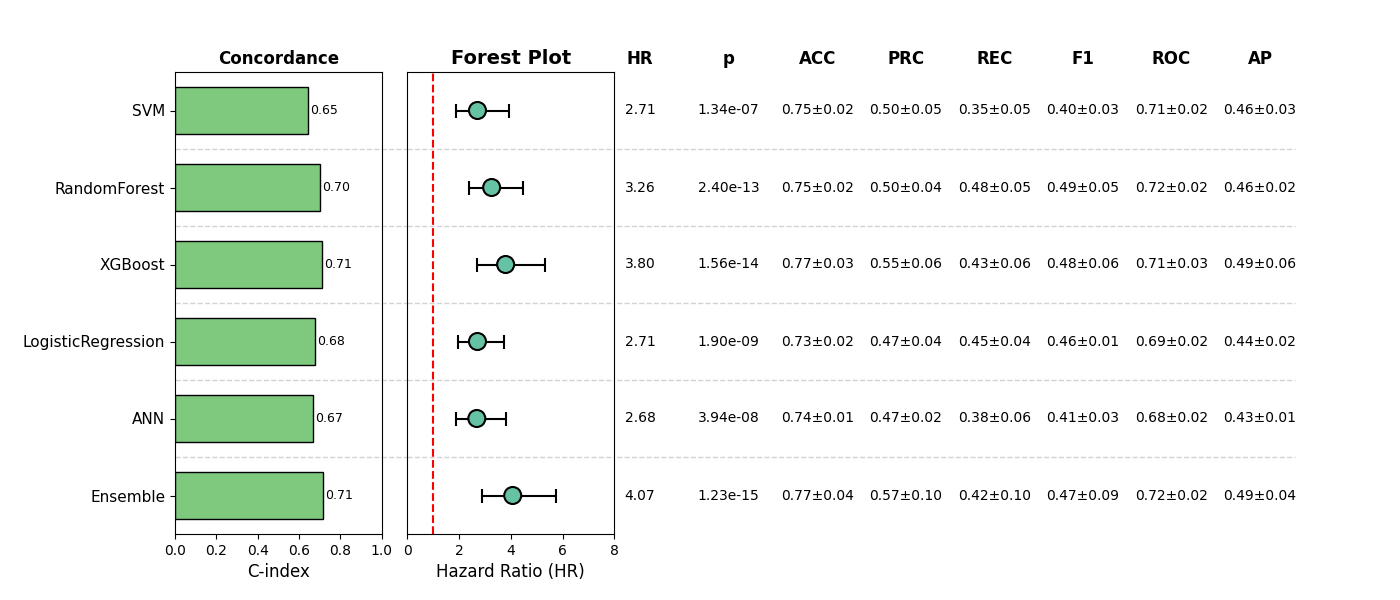 Concordance Forest Plot HR p ACC PRC REC F1 ROC AP
SVM 0.65 2.71 1.34e-07 0.75±0.02 0.50±0.05 0.35±0.05 0.40±0.03 0.71±0.02 0.46±0.03
RandomForest 0.70 3.26 2.40e-13 0.75±0.02 0.50±0.04 0.48±0.05 0.49±0.05 0.72±0.02 0.46±0.02
XGBoost 0.71 3.80 1.56e-14 0.77±0.03 0.55±0.06 0.43±0.06 0.48±0.06 0.71±0.03 0.49±0.06
LogisticRegression 0.68 2.71 1.90e-09 0.73±0.02 0.47±0.04 0.45±0.04 0.46±0.01 0.69±0.02 0.44±0.02
ANN 0.67 2.68 3.94e-08 0.74±0.01 0.47±0.02 0.38±0.06 0.41±0.03 0.68±0.02 0.43±0.01
Ensemble 0.71 4.07 1.23e-15 0.77±0.04 0.57±0.10 0.42±0.10 0.47±0.09 0.72±0.02 0.49±0.04
0.0 0.2 0.4 0.6 0.8 1.0 0 2 4 6 8
C-index Hazard Ratio (HR)